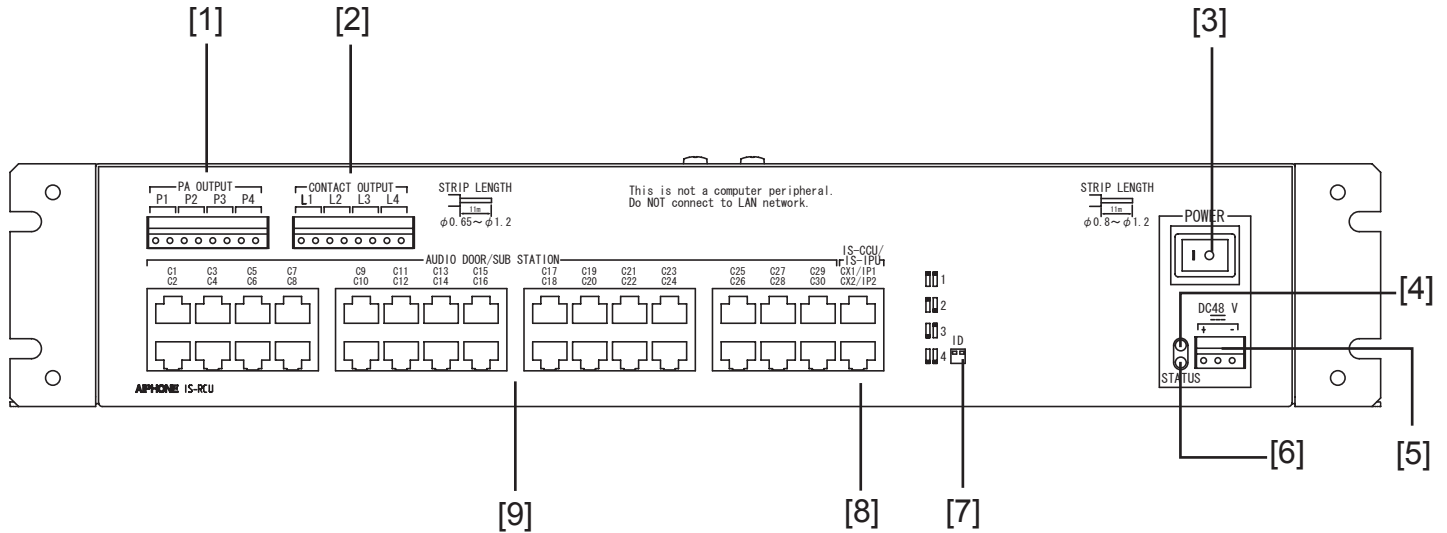 [1] [2] [3]
PA OUTPUT
P1 P2 P3 P4
CONTACT OUTPUT
L1 L2 L3 L4
STRIP LENGTH
11m
φ0.65~φ1.2
This is not a computer peripheral.
Do NOT connect to LAN network.
STRIP LENGTH
11m
φ0.8~φ1.2
POWER
AUDIO DOOR/SUB STATION
IS-CCU/
IS-IPU
C1 C3 C5 C7 C9 C11 C13 C15 C17 C19 C21 C23 C25 C27 C29 CX1/IP1
C2 C4 C6 C8 C10 C12 C14 C16 C18 C20 C22 C24 C26 C28 C30 CX2/IP2
1
2
3
4
ID
DC48 V
+ -
STATUS
AIPHONE IS-RCU
[4]
[5]
[6]
[7]
[8]
[9]